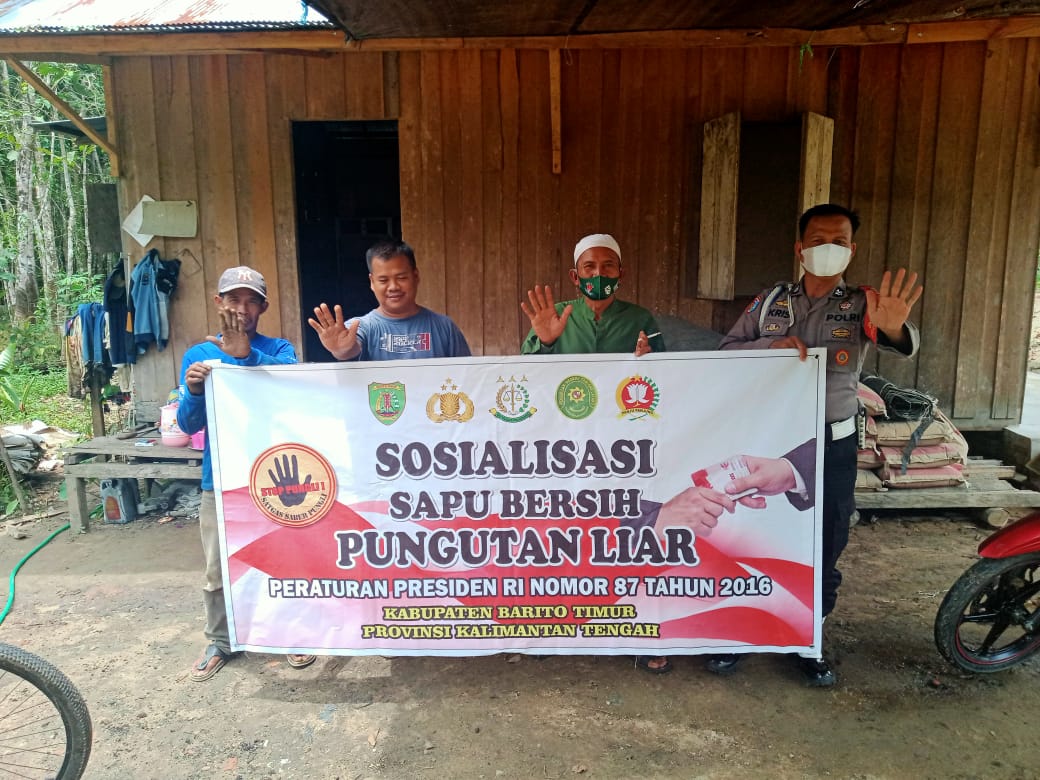 STOP PUNGLI !
SATGAS SABER PUNGLI
SOSIALISASI
SAPU BERSIH
PUNGUTAN LIAR
PERATURAN PRESIDEN RI NOMOR 87 TAHUN 2016
KABUPATEN BARITO TIMUR
PROVINSI KALIMANTAN TENGAH
KRIS
POLRI